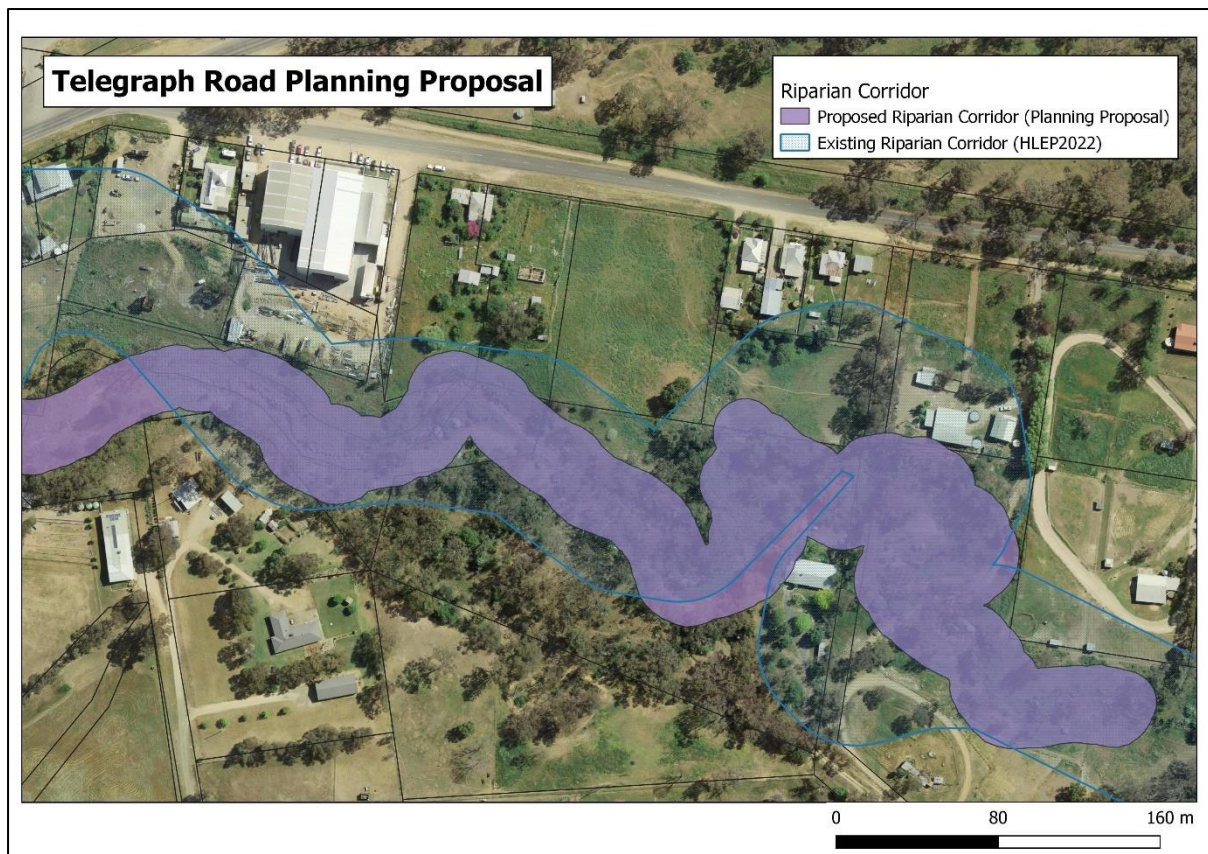 Telegraph Road Planning Proposal
Riparian Corridor
Proposed Riparian Corridor (Planning Proposal)
Existing Riparian Corridor (HLEP2022)
0 80 160 m